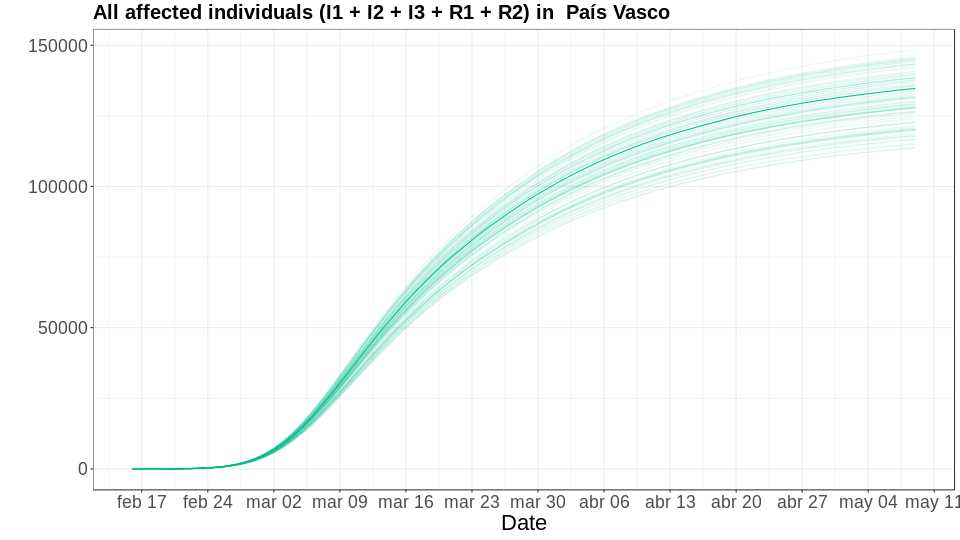 All affected individuals (I1 + I2 + I3 + R1 + R2) in  País Vasco
150000
100000
50000
0
feb 17 feb 24 mar 02 mar 09 mar 16 mar 23 mar 30 abr 06 abr 13 abr 20 abr 27 may 04 may 11
Date